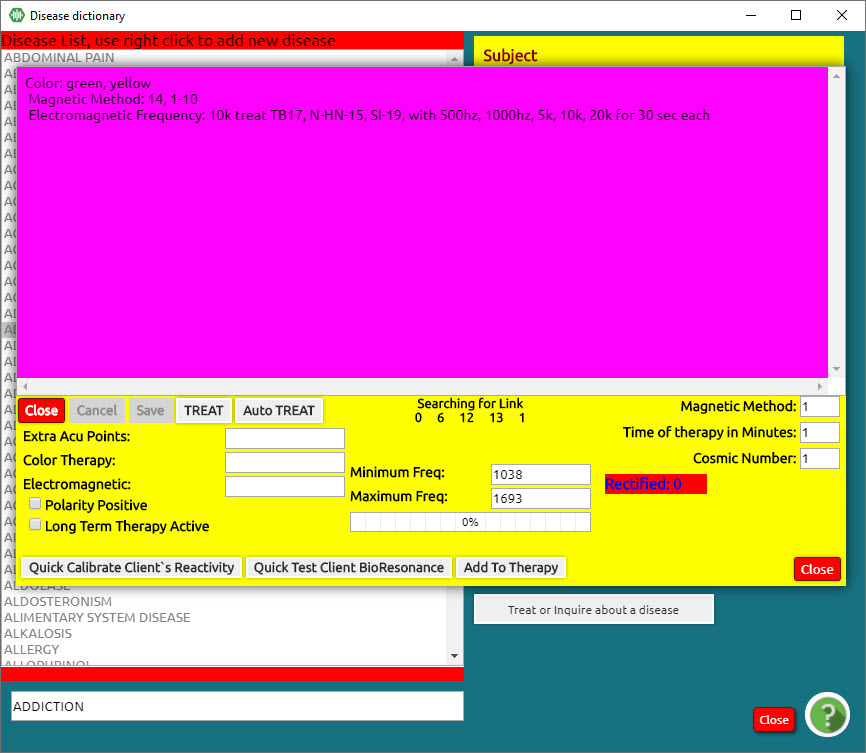 Disease dictionary
Disease List, use right click to add new disease
ABDOMINAL PAIN
Subject
Color: green, yellow
Magnetic Method: 14, 1-10
Electromagnetic Frequency: 10k treat TB17, N-HN-15, SI-19, with 500hz, 1000hz, 5k, 10k, 20k for 30 sec each
Close Cancel Save TREAT Auto TREAT
Searching for Link
0 6 12 13 1
Magnetic Method: 1
Extra Acu Points:
Time of therapy in Minutes: 1
Color Therapy:
Cosmic Number: 1
Electromagnetic:
Minimum Freq: 1038
Rectified: 0
Polarity Positive
Maximum Freq: 1693
Long Term Therapy Active
0%
Quick Calibrate Client`s Reactivity Quick Test Client BioResonance Add To Therapy Close
ALDOLASE
ALDOSTERONISM
ALIMENTARY SYSTEM DISEASE
ALKALOSIS
ALLERGY
ALLOPURINOL
Treat or Inquire about a disease
ADDICTION
Close
?